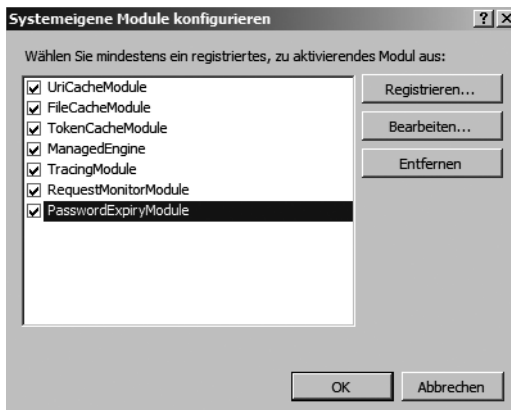 Systemeigene Module konfigurieren
Wählen Sie mindestens ein registriertes, zu aktivierendes Modul aus:
UriCacheModule
FileCacheModule
TokenCacheModule
ManagedEngine
TracingModule
RequestMonitorModule
PasswordExpiryModule
Registrieren...
Bearbeiten...
Entfernen
OK
Abbrechen